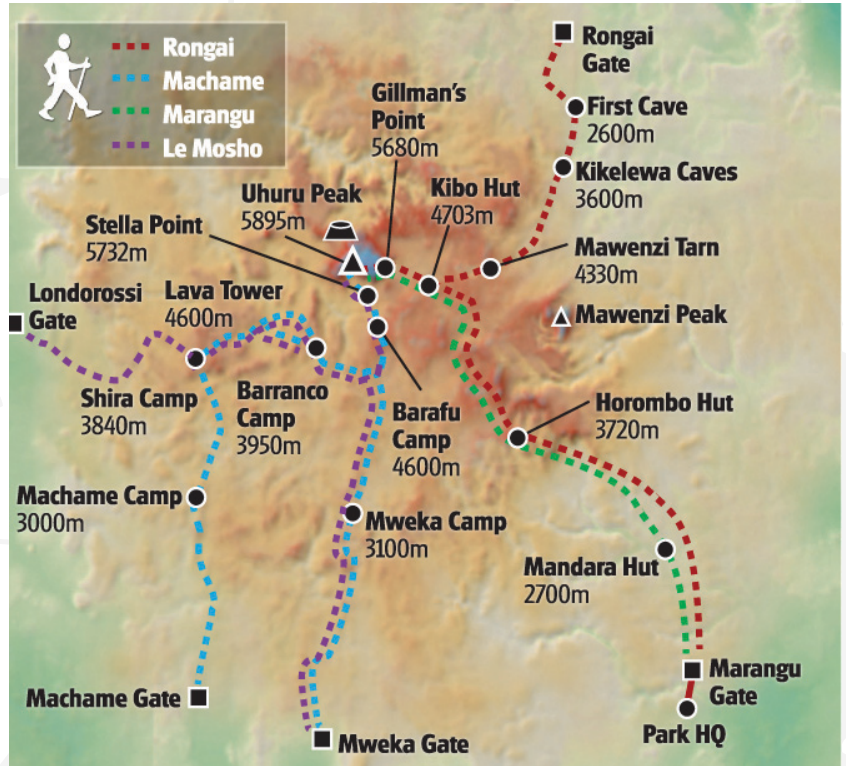 Rongai
Machame
Marangu
Le Mosho
Rongai
Gate
First Cave
2600m
Kikelewa Caves
3600m
Gillman's
Point
5680m
Kibo Hut
4703m
Uhuru Peak
5895m
Stella Point
5732m
Mawenzi Tarn
4330m
Londorossi
Gate
Lava Tower
4600m
Mawenzi Peak
Shira Camp
3840m
Barranco
Camp
3950m
Barafu
Camp
4600m
Horombo Hut
3720m
Machame Camp
3000m
Mweka Camp
3100m
Mandara Hut
2700m
Machame Gate
Marangu
Gate
Park HQ
Mweka Gate